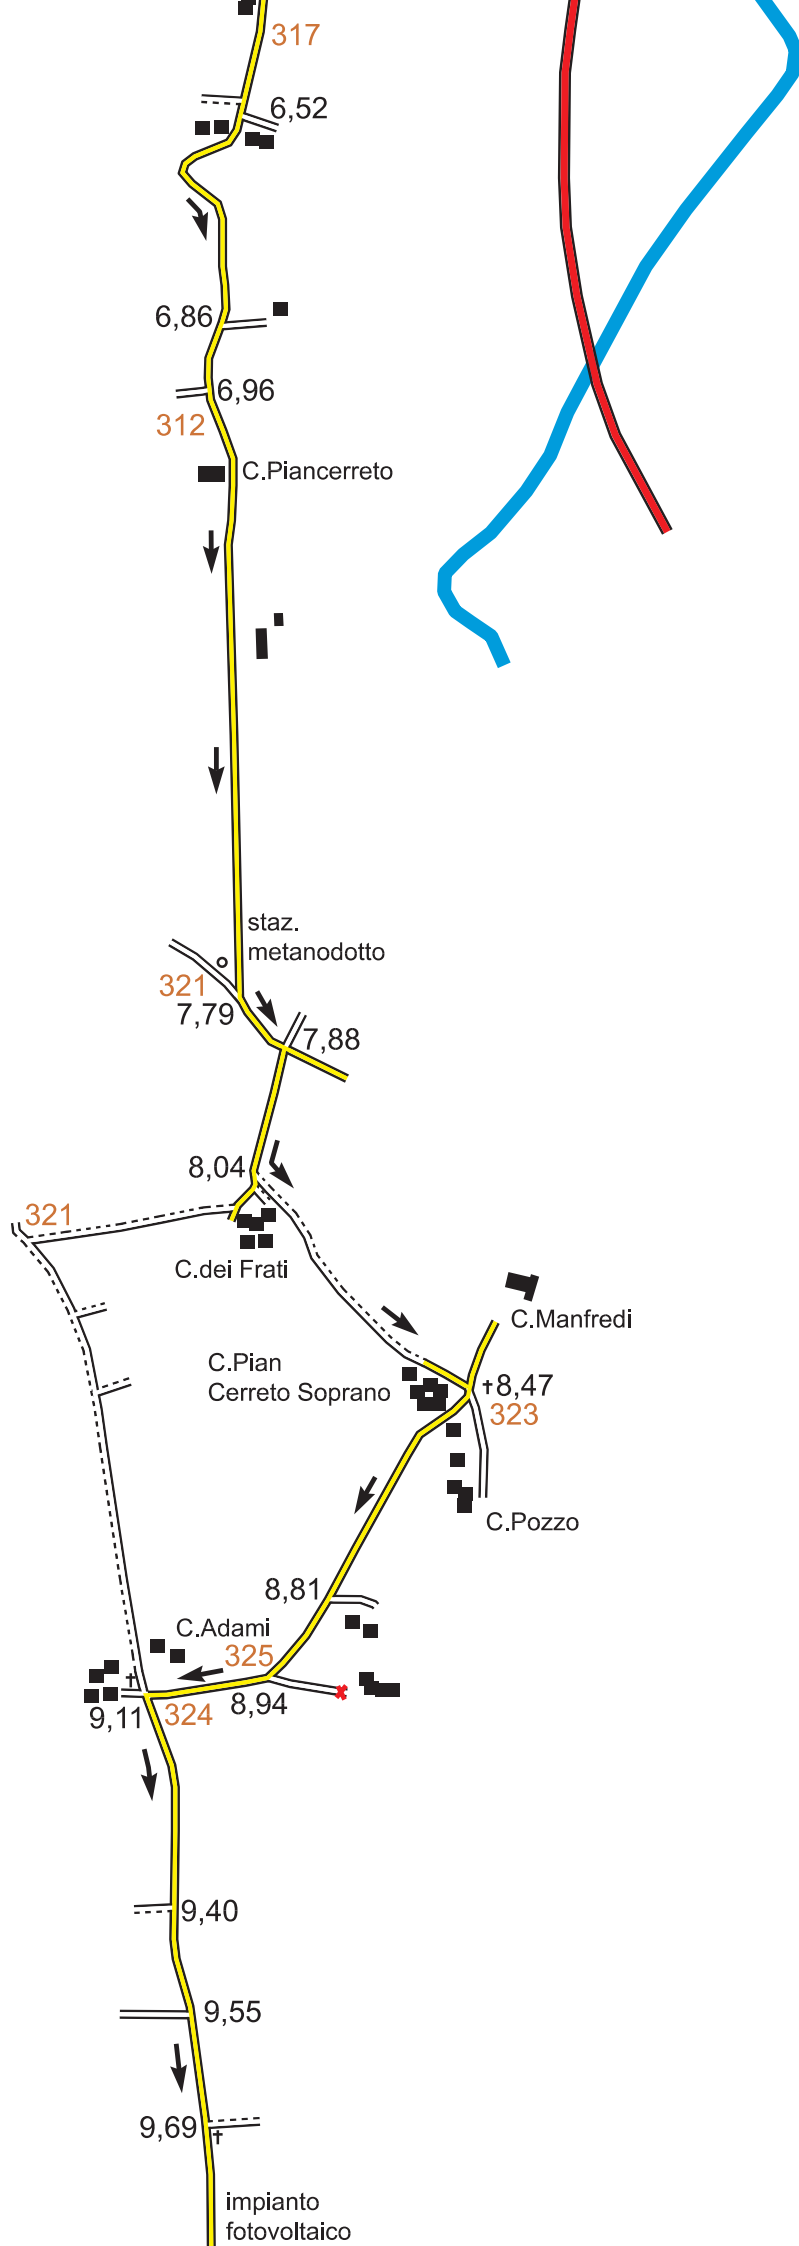 317
6,52
6,86
6,96
312
C.Piancerreto
staz.
metanodotto
321
7,79
7,88
8,04
321
C.dei Frati
C.Manfredi
C.Pian
Cerreto Soprano
8,47
323
C.Pozzo
8,81
C.Adami
325
8,94
9,11
324
9,40
9,55
9,69
impianto
fotovoltaico